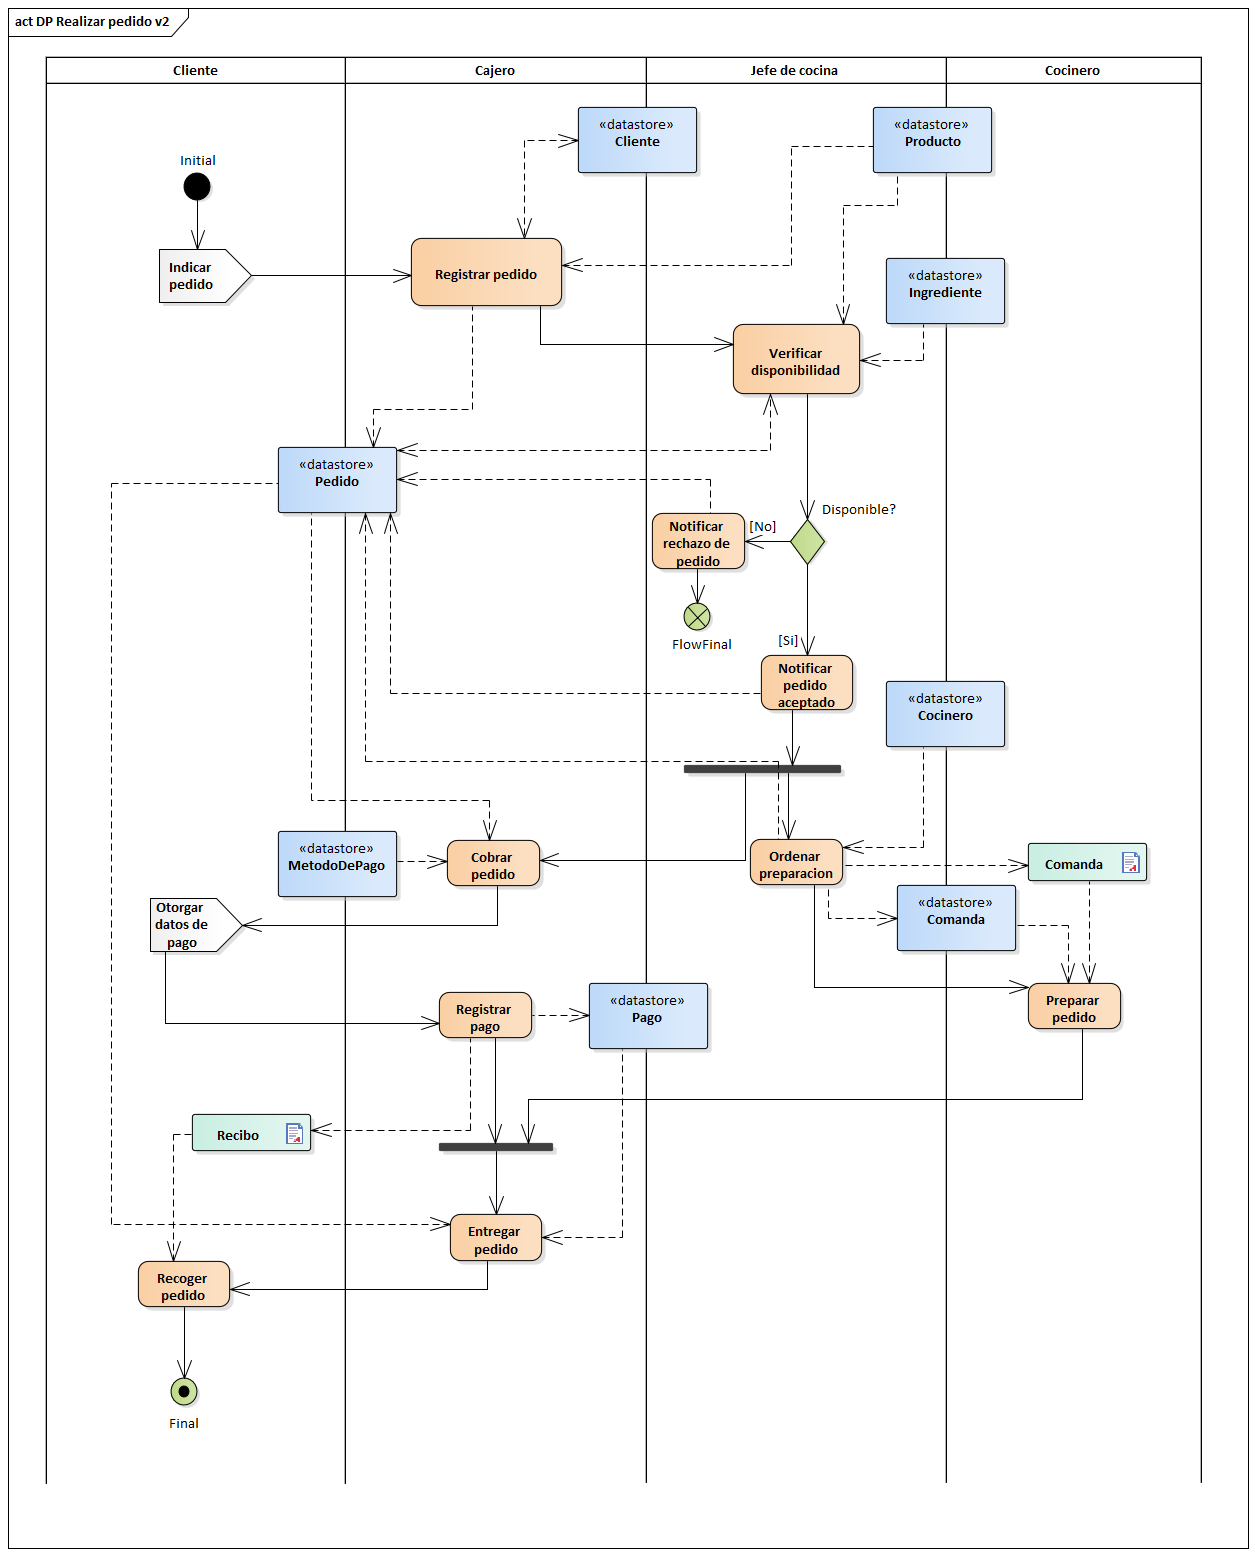 act DP Realizar pedido v2
Cliente
Cajero
Jefe de cocina
Cocinero
«datastore»
Cliente
«datastore»
Producto
Initial
Indicar
pedido
Registrar pedido
«datastore»
Ingrediente
Verificar
disponibilidad
«datastore»
Pedido
Disponible?
Notificar
rechazo de
pedido
[No]
FlowFinal
[Si]
Notificar
pedido
aceptado
«datastore»
Cocinero
«datastore»
MetodoDePago
Cobrar
pedido
Ordenar
preparacion
Comanda
«datastore»
Comanda
Otorgar
datos de
pago
Registrar
pago
«datastore»
Pago
Preparar
pedido
Recibo
Entregar
pedido
Recoger
pedido
Final